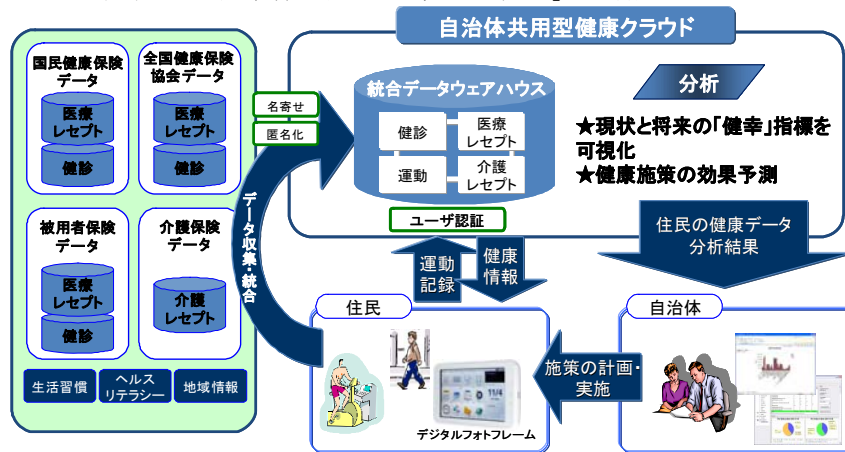 自治体共用型健康クラウド
国民健康保険
データ
医療
レセプト
健診
全国健康保険
協会データ
医療
レセプト
健診
被用者保険
データ
医療
レセプト
健診
介護保険
データ
介護
レセプト
生活習慣
ヘルス
リテラシー
地域情報
名寄せ
匿名化
データ収集・統合
統合データウェアハウス
健診
医療
レセプト
運動
介護
レセプト
ユーザ認証
分析
★現状と将来の「健幸」指標を
可視化
★健康施策の効果予測
運動
記録
健康
情報
住民の健康データ
分析結果
住民
デジタルフォトフレーム
11/4
施策の計画・
実施
自治体